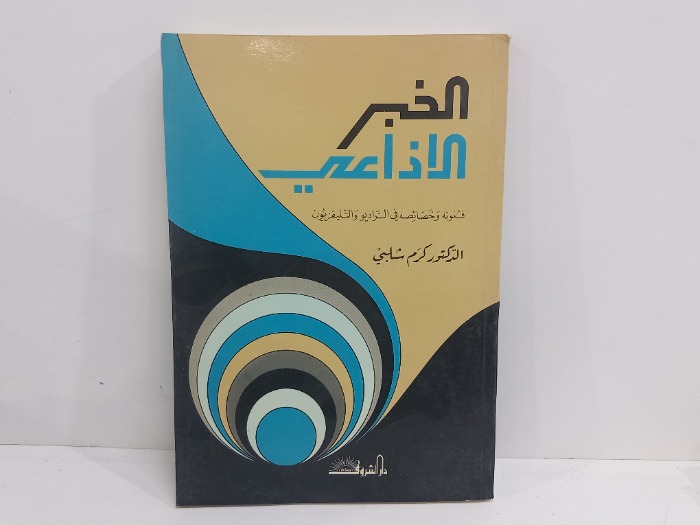 الخبر
الاذاعي
فنونه وخصائصه في الراديو والتليفزيون
الدكتور كرم شلبي
دار الشروق